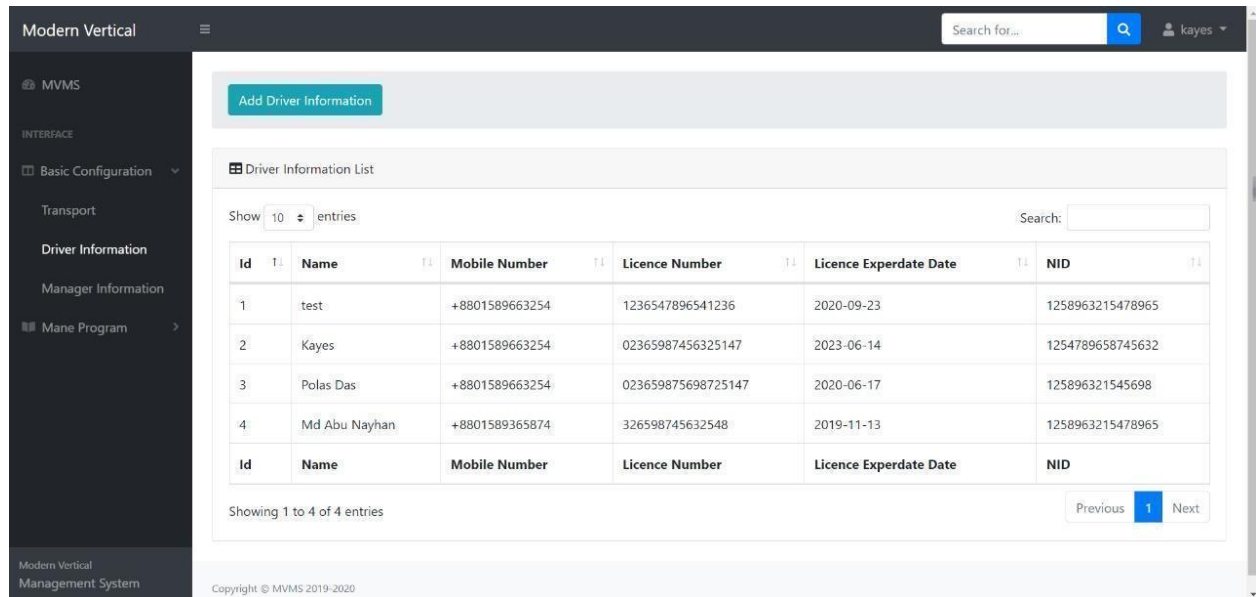 Modern Vertical
Search for...
kayes
MVMS
INTERFACE
Basic Configuration
Transport
Driver Information
Manager Information
Mane Program
Modern Vertical
Management System
Add Driver Information
Driver Information List
Show 10 entries
Search:
Id Name Mobile Number Licence Number Licence Experdate Date NID
1 test +8801589663254 1236547896541236 2020-09-23 1258963215478965
2 Kayes +8801589663254 02365987456325147 2023-06-14 1254789658745632
3 Polas Das +8801589663254 023659875698725147 2020-06-17 125896321545698
4 Md Abu Nayhan +8801589365874 326598745632548 2019-11-13 1258963215478965
Id Name Mobile Number Licence Number Licence Experdate Date NID
Showing 1 to 4 of 4 entries
Previous 1 Next
Copyright © MVMS 2019-2020